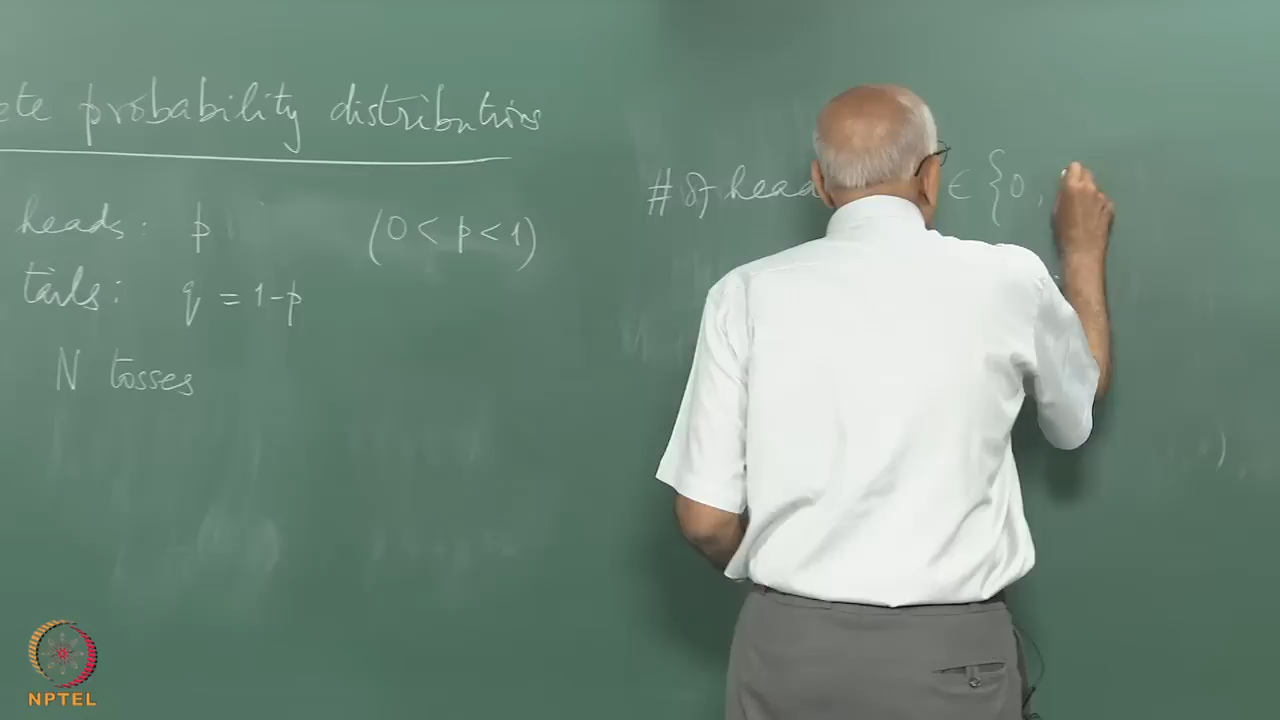 ete probability distributions
heads: p (0 < p < 1)
tails: q = 1-p
N tosses
# of head ∈ {0,
NPTEL